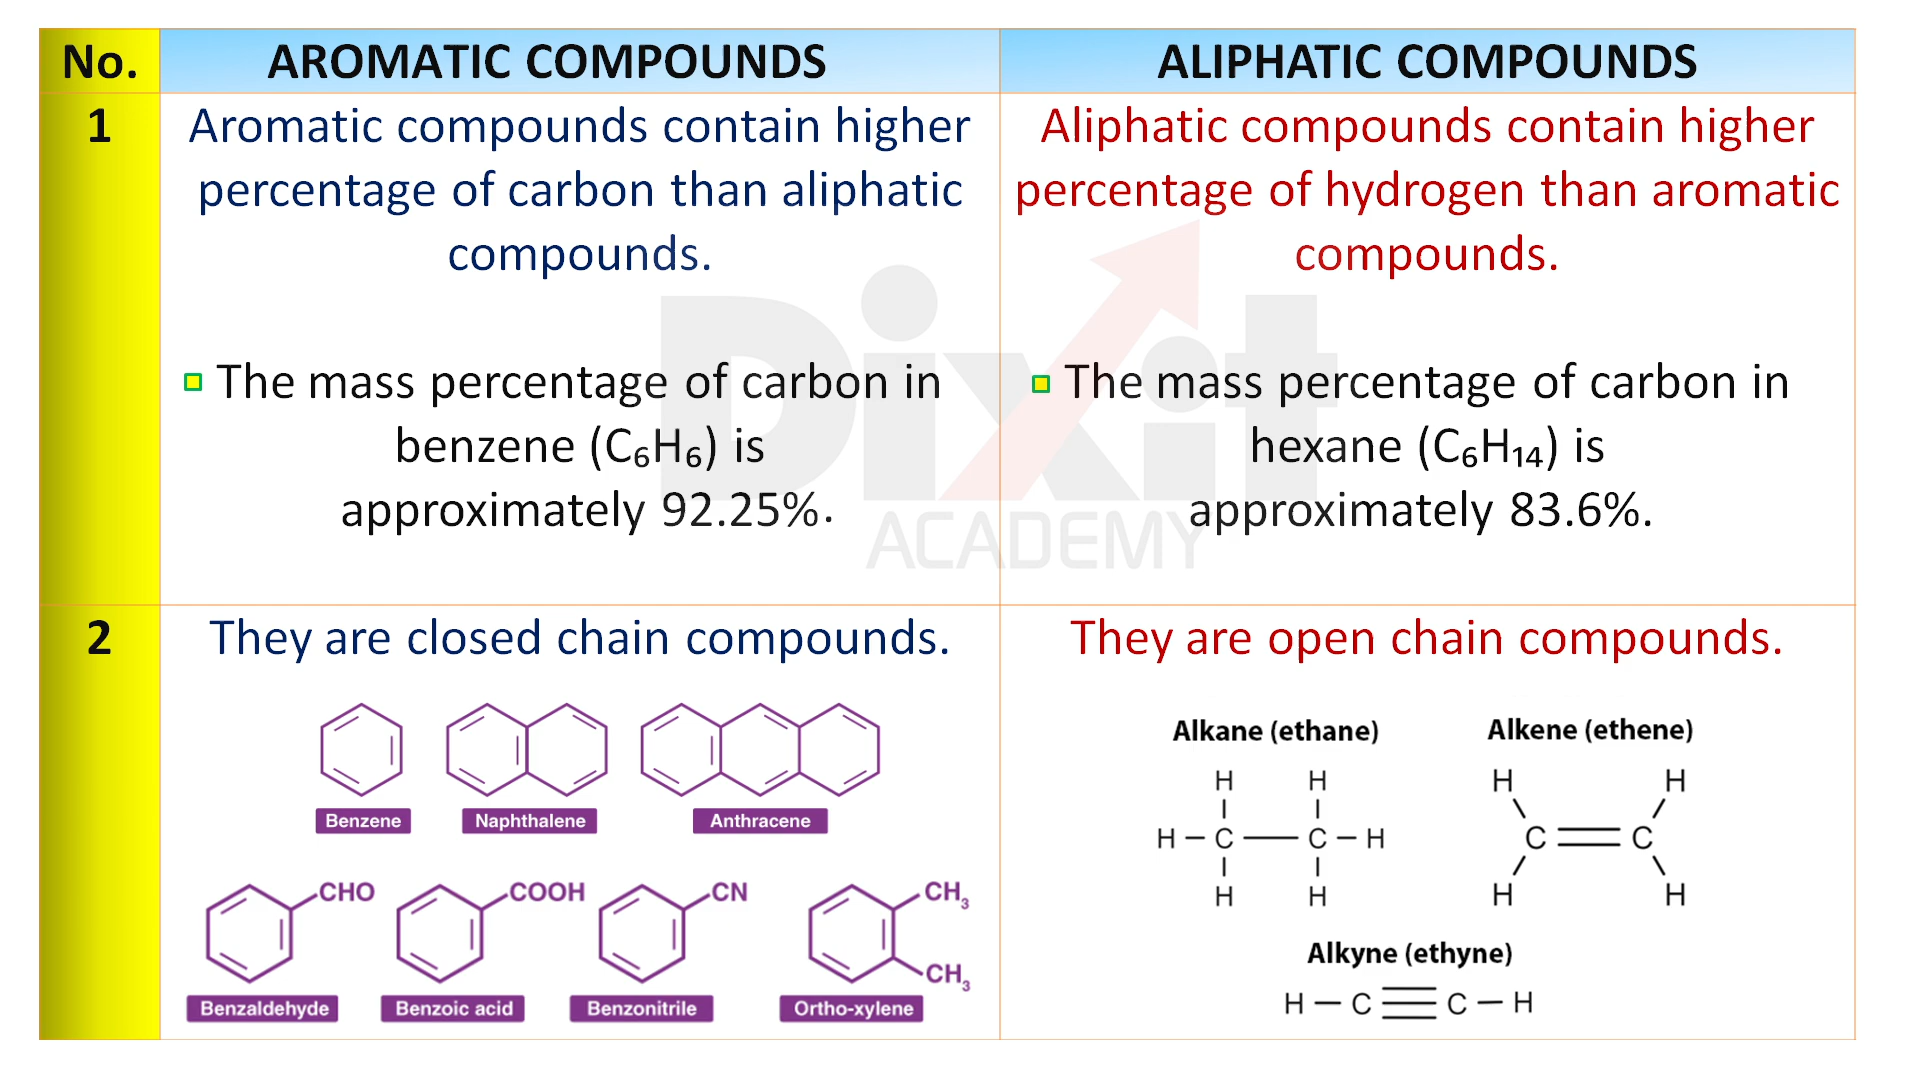 No. AROMATIC COMPOUNDS ALIPHATIC COMPOUNDS
1
Aromatic compounds contain higher
percentage of carbon than aliphatic
compounds.
The mass percentage of carbon in
benzene (C₆H₆) is
approximately 92.25%.
Aliphatic compounds contain higher
percentage of hydrogen than aromatic
compounds.
The mass percentage of carbon in
hexane (C₆H₁₄) is
approximately 83.6%.
Dixit
ACADEMY
2
They are closed chain compounds.
Benzene Naphthalene Anthracene
CHO COOH CN CH₃
CH₃
Benzaldehyde Benzoic acid Benzonitrile Ortho-xylene
They are open chain compounds.
Alkane (ethane) Alkene (ethene)
H H H H
H – C — C – H C = C
H H H H
Alkyne (ethyne)
H — C ≡ C — H